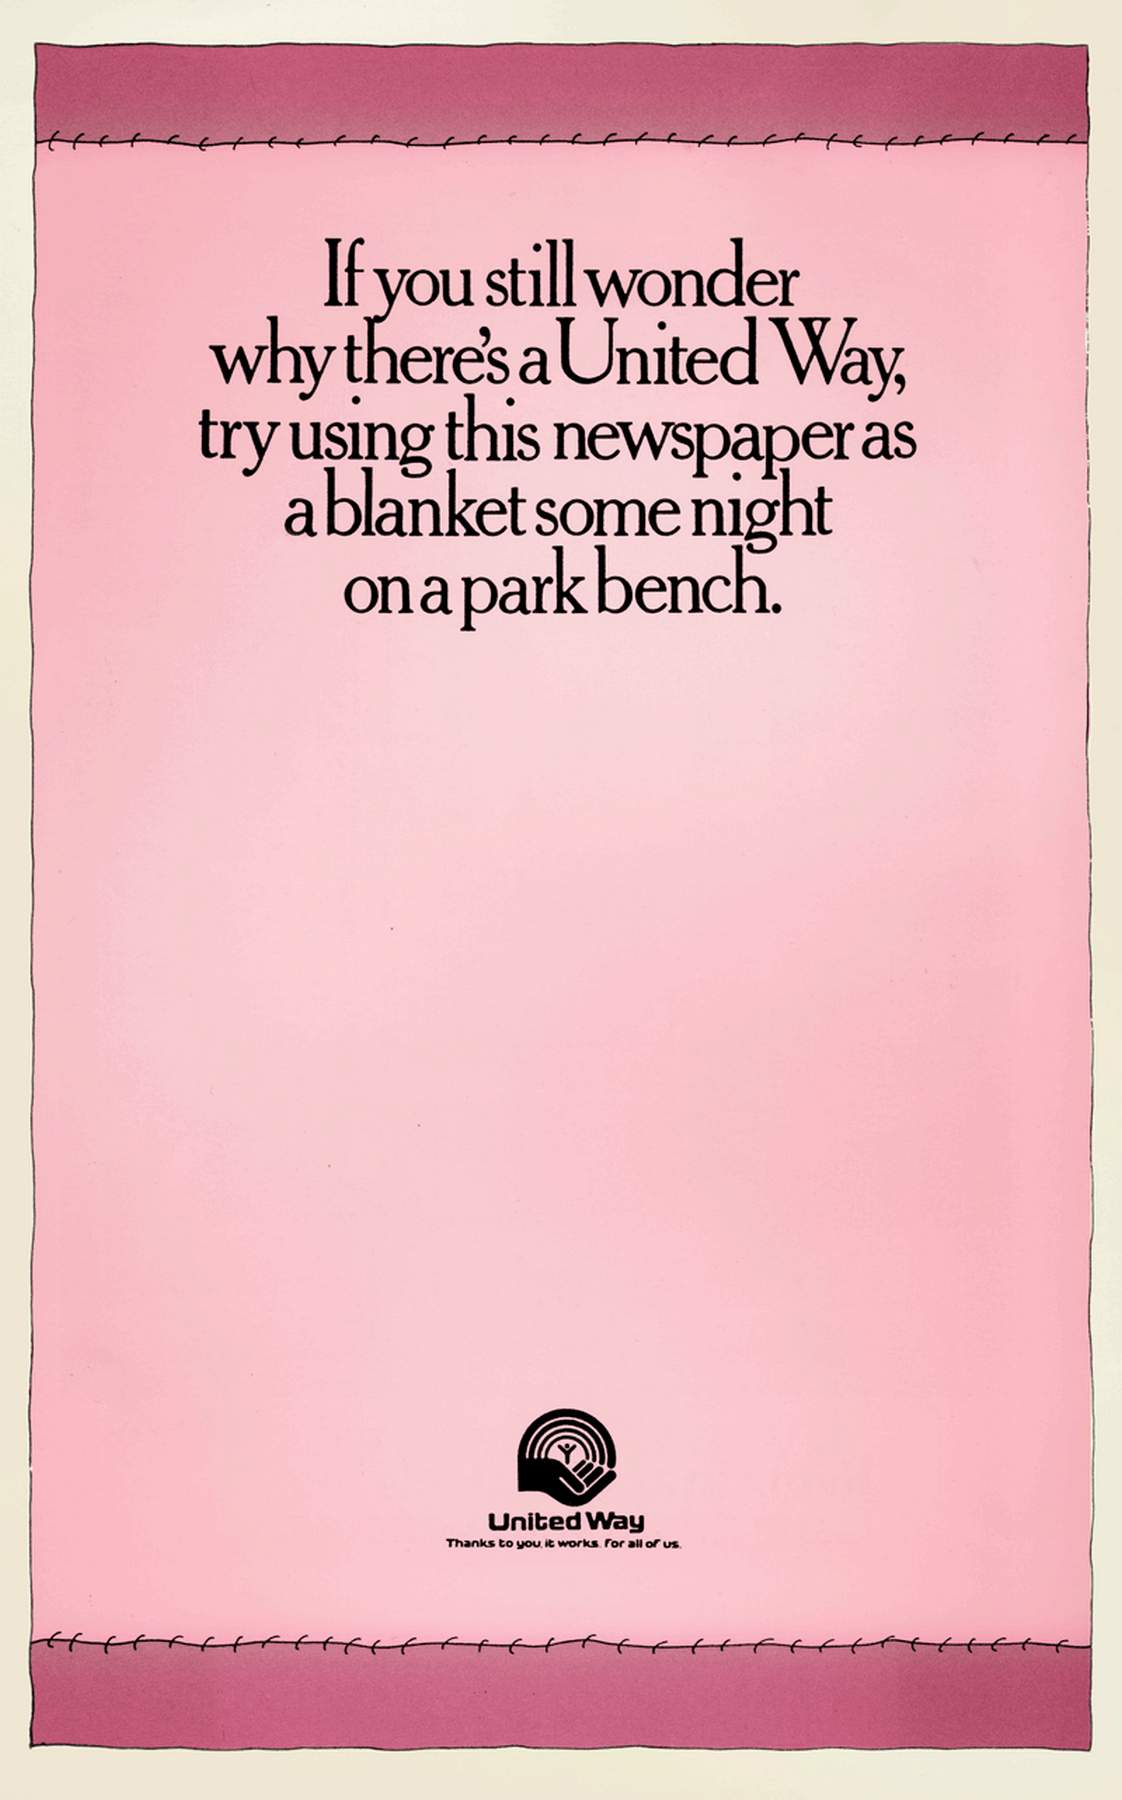 If you still wonder
why there's a United Way,
try using this newspaper as
a blanket some night
on a park bench.
United Way
Thanks to you, it works. For all of us.